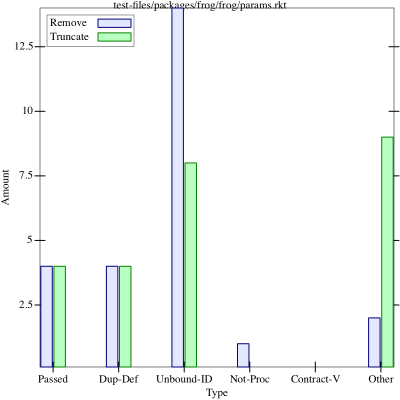 test-files/packages/frog/frog/params.rkt
Remove
Truncate
12.5
10
7.5
5
2.5
Amount
Passed Dup-Def Unbound-ID Not-Proc Contract-V Other
Type